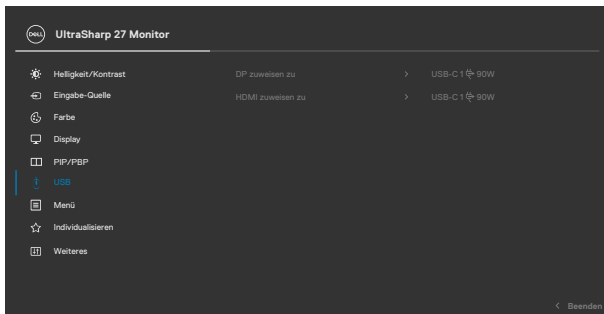 DELL UltraSharp 27 Monitor
Helligkeit/Kontrast DP zuweisen zu > USB-C 1 90W
Eingabe-Quelle HDMI zuweisen zu > USB-C 1 90W
Farbe
Display
PIP/PBP
USB
Menü
Individualisieren
Weiteres
< Beenden